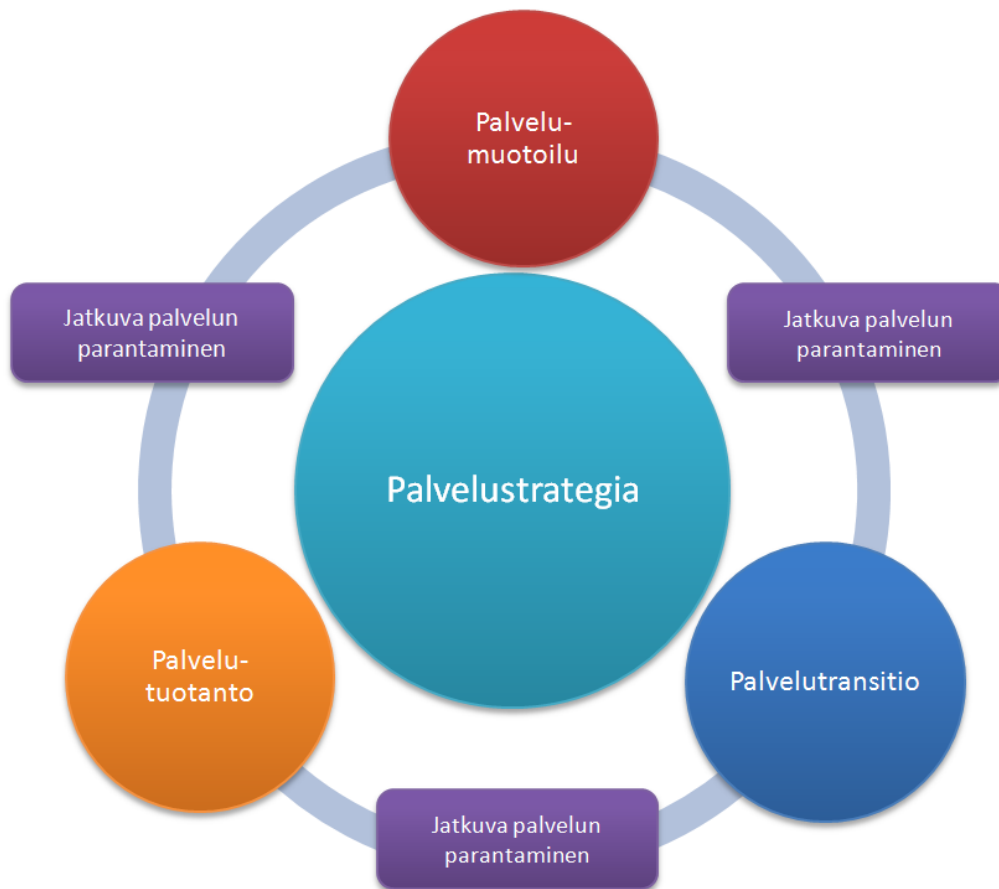 Palvelu-
muotoilu
Jatkuva palvelun
parantaminen
Jatkuva palvelun
parantaminen
Palvelustrategia
Palvelu-
tuotanto
Palvelutransitio
Jatkuva palvelun
parantaminen